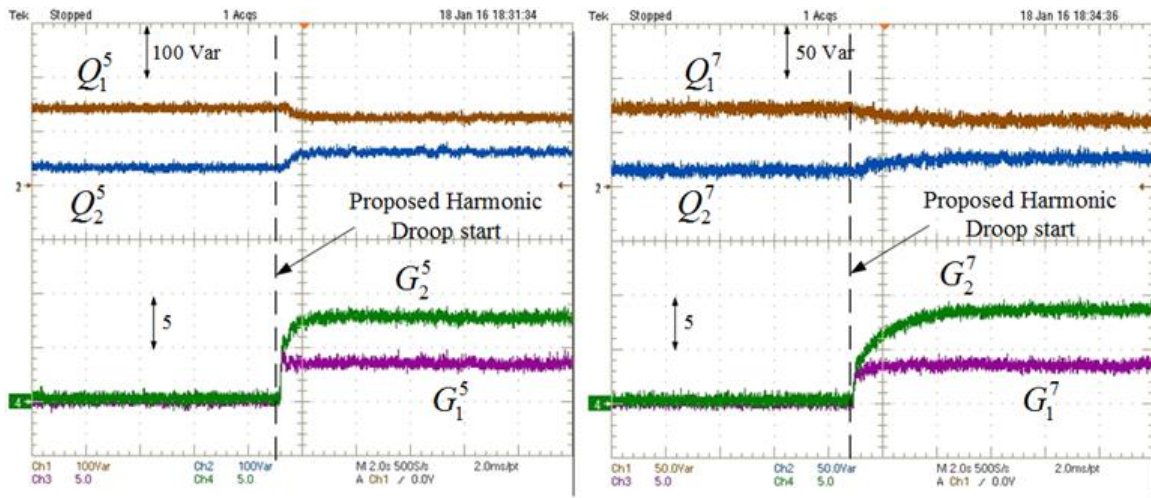 Tek Stopped 1 Acqs 18 Jan 16 18:31:34
100 Var
Q₁⁵
2
Q₂⁵
Proposed Harmonic
Droop start
G₂⁵
5
4
G₁⁵
Ch1 100Var Ch2 100Var M 2.0s 500S/s 2.0ms/pt
Ch3 5.0 Ch4 5.0 A Ch1 / 0.0V
Tek Stopped 1 Acqs 18 Jan 16 18:34:36
50 Var
Q₁⁷
2
Q₂⁷
Proposed Harmonic
Droop start
G₂⁷
5
4
G₁⁷
Ch1 50.0Var Ch2 50.0Var M 2.0s 500S/s 2.0ms/pt
Ch3 5.0 Ch4 5.0 A Ch1 / 0.0V